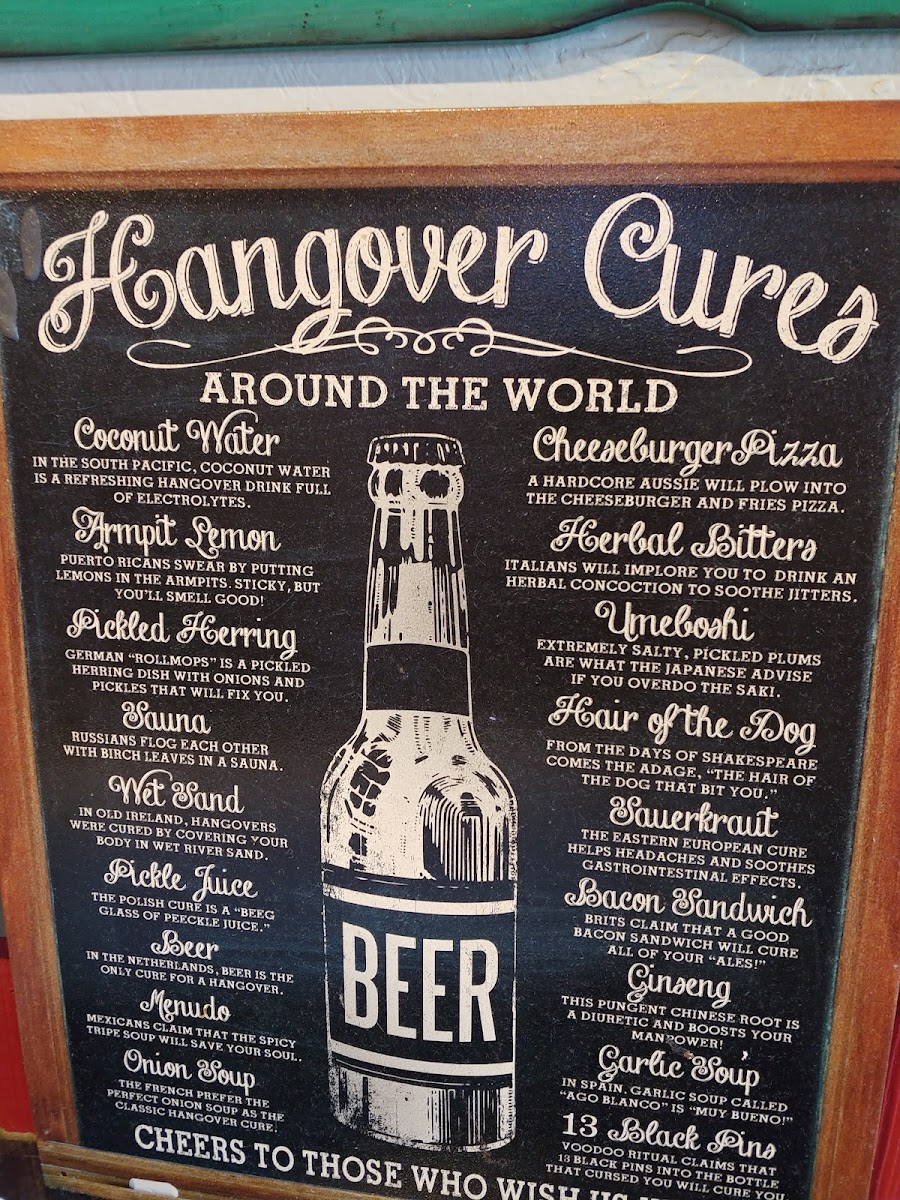 Hangover Cures
AROUND THE WORLD
Coconut Water
IN THE SOUTH PACIFIC, COCONUT WATER
IS A REFRESHING HANGOVER DRINK FULL
OF ELECTROLYTES.
Armpit Lemon
PUERTO RICANS SWEAR BY PUTTING
LEMONS IN THE ARMPITS. STICKY, BUT
YOU'LL SMELL GOOD!
Pickled Herring
GERMAN "ROLLMOPS" IS A PICKLED
HERRING DISH WITH ONIONS AND
PICKLES THAT WILL FIX YOU.
Sauna
RUSSIANS FLOG EACH OTHER
WITH BIRCH LEAVES IN A SAUNA.
Wet Sand
IN OLD IRELAND, HANGOVERS
WERE CURED BY COVERING YOUR
BODY IN WET RIVER SAND.
Pickle Juice
THE POLISH CURE IS A "BEEG
GLASS OF PEECKLE JUICE."
Beer
IN THE NETHERLANDS, BEER IS THE
ONLY CURE FOR A HANGOVER.
Menudo
MEXICANS CLAIM THAT THE SPICY
TRIPE SOUP WILL SAVE YOUR SOUL.
Onion Soup
THE FRENCH PREFER THE
PERFECT ONION SOUP AS THE
CLASSIC HANGOVER CURE.
BEER
Cheeseburger Pizza
A HARDCORE AUSSIE WILL PLOW INTO
THE CHEESEBURGER AND FRIES PIZZA.
Herbal Bitters
ITALIANS WILL IMPLORE YOU TO DRINK AN
HERBAL CONCOCTION TO SOOTHE JITTERS.
Umeboshi
EXTREMELY SALTY, PICKLED PLUMS
ARE WHAT THE JAPANESE ADVISE
IF YOU OVERDO THE SAKI.
Hair of the Dog
FROM THE DAYS OF SHAKESPEARE
COMES THE ADAGE, "THE HAIR OF
THE DOG THAT BIT YOU."
Sauerkraut
THE EASTERN EUROPEAN CURE
HELPS HEADACHES AND SOOTHES
GASTROINTESTINAL EFFECTS.
Bacon Sandwich
BRITS CLAIM THAT A GOOD
BACON SANDWICH WILL CURE
ALL OF YOUR "ALES!"
Ginseng
THIS PUNGENT CHINESE ROOT IS
A DIURETIC AND BOOSTS YOUR
MANPOWER!
Garlic Soup
IN SPAIN, GARLIC SOUP CALLED
"AGO BLANCO" IS "MUY BUENO!"
13 Black Pins
VOODOO RITUAL CLAIMS THAT
13 BLACK PINS INTO THE BOTTLE
THAT CURSED YOU WILL CURE YOU
CHEERS TO THOSE WHO WISH US